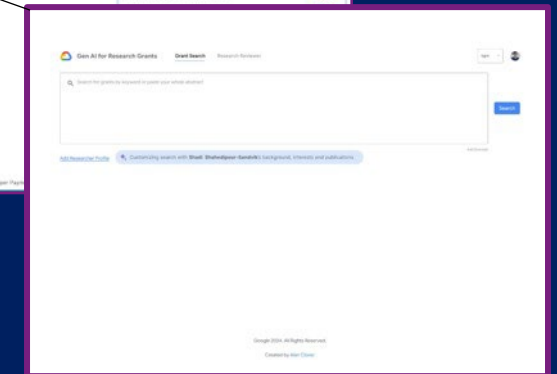 Gen AI for Research Grants Grant Search Research Reviewer
Search for grants by keyword or paste your whole abstract
Search
Add Researcher Profile Customizing search with Shadi Shahedipour-Sandvik's background, interests and publications
Google 2024. All Rights Reserved.
Created by